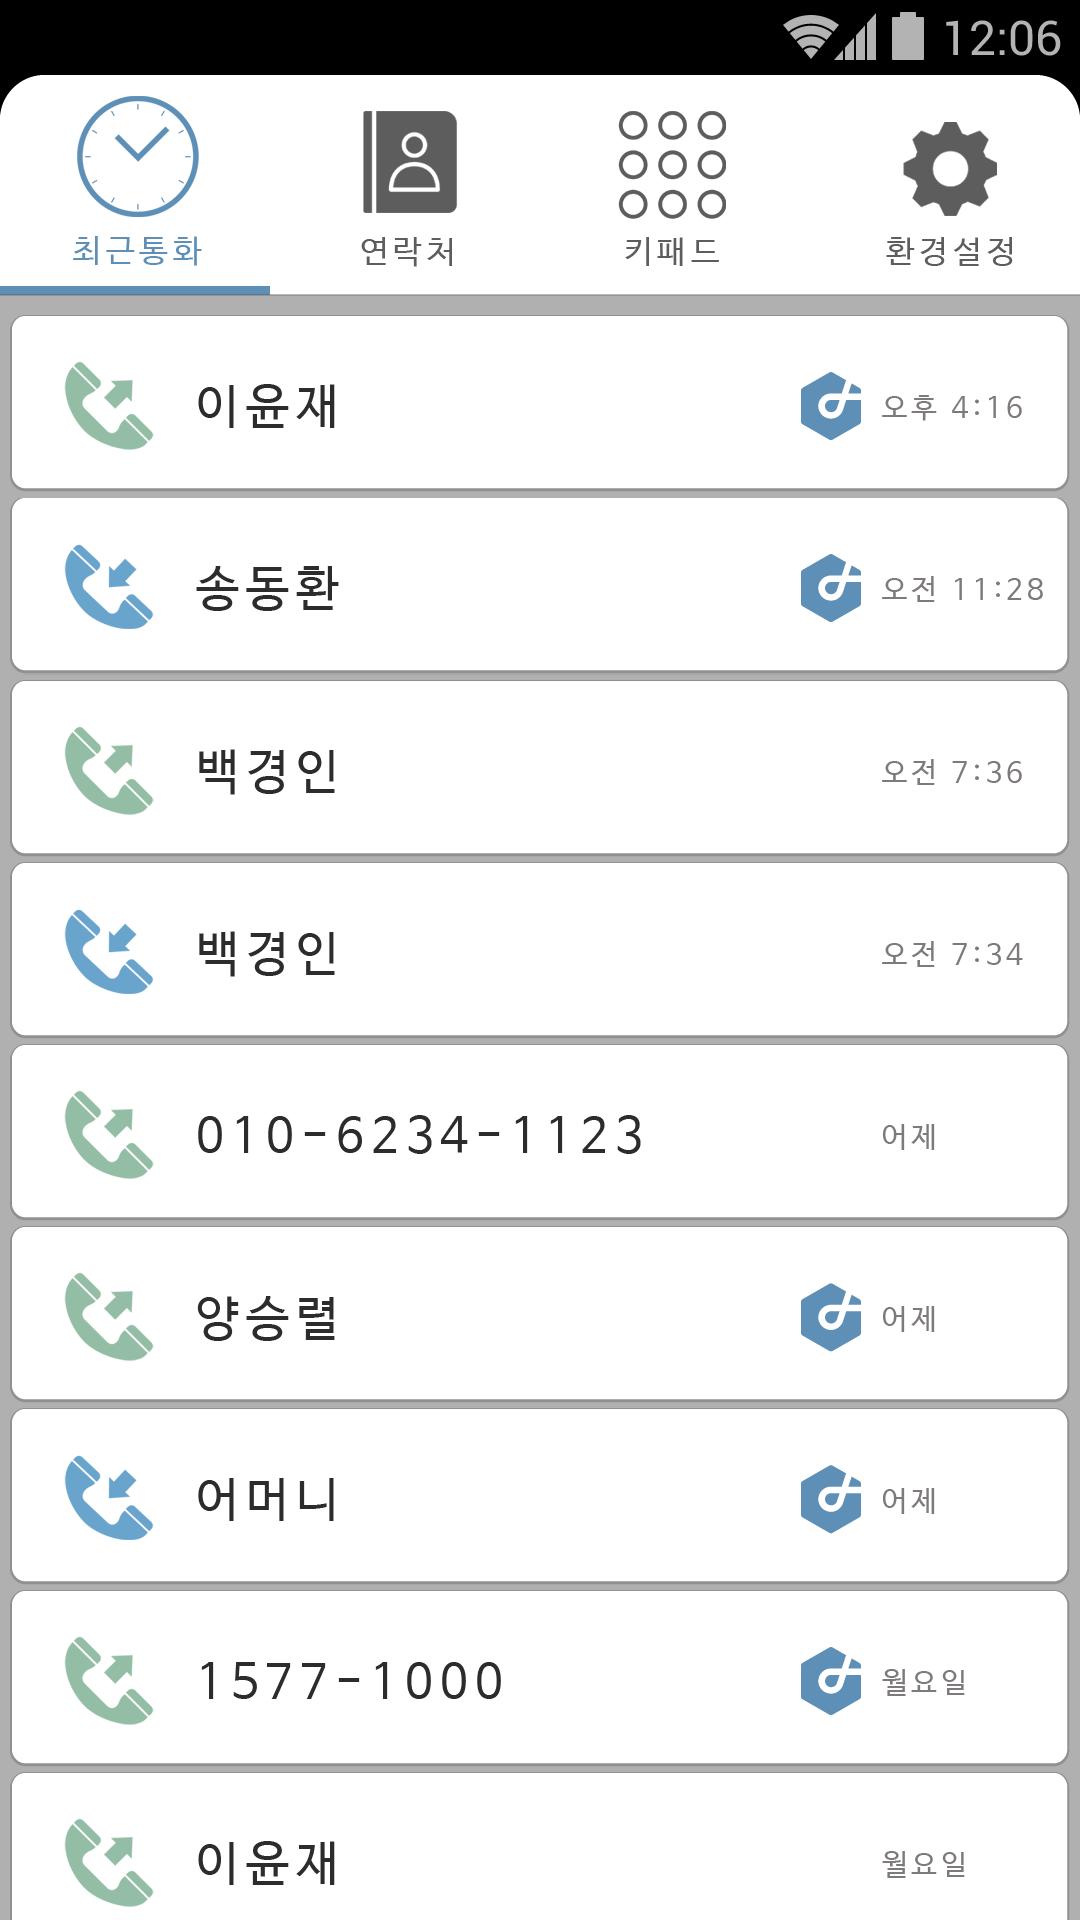 12:06
최근통화 연락처 키패드 환경설정
이윤재 오후 4:16
송동환 오전 11:28
백경인 오전 7:36
백경인 오전 7:34
010-6234-1123 어제
양승렬 어제
어머니 어제
1577-1000 월요일
이윤재 월요일